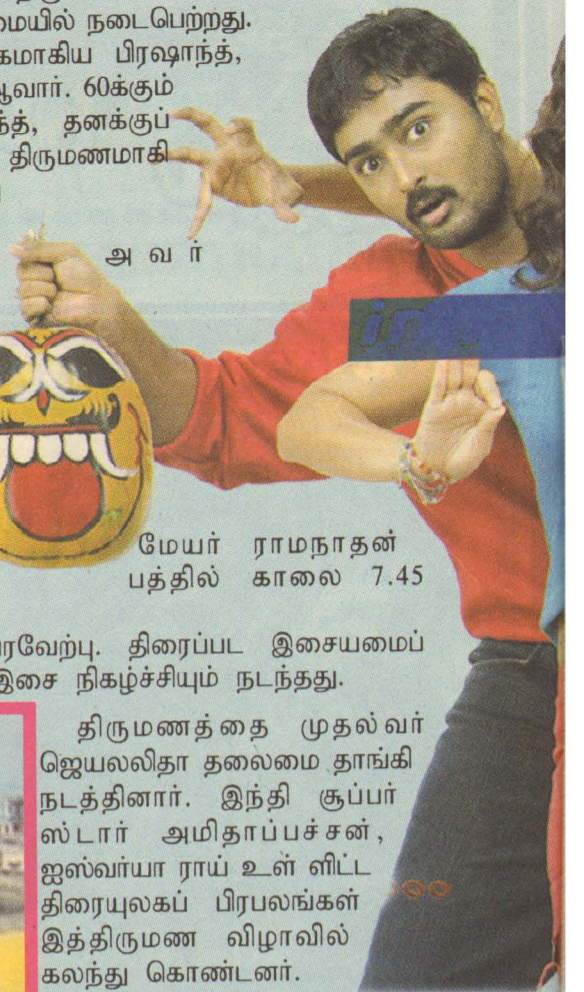 மையில் நடைபெற்றது.
கமாகிய பிரஷாந்த்,
ஆவார். 60க்கும்
ந்த், தனக்குப்
திருமணமாகி
அ வ ர்
மேயர் ராமநாதன்
பத்தில் காலை 7.45
ரவேற்பு. திரைப்பட இசையமைப்
இசை நிகழ்ச்சியும் நடந்தது.
திருமணத்தை முதல்வர்
ஜெயலலிதா தலைமை தாங்கி
நடத்தினார். இந்தி சூப்பர்
ஸ்டார் அமிதாப்பச்சன்,
ஐஸ்வர்யா ராய் உள் ளிட்ட
திரையுலகப் பிரபலங்கள்
இத்திருமண விழாவில்
கலந்து கொண்டனர்.